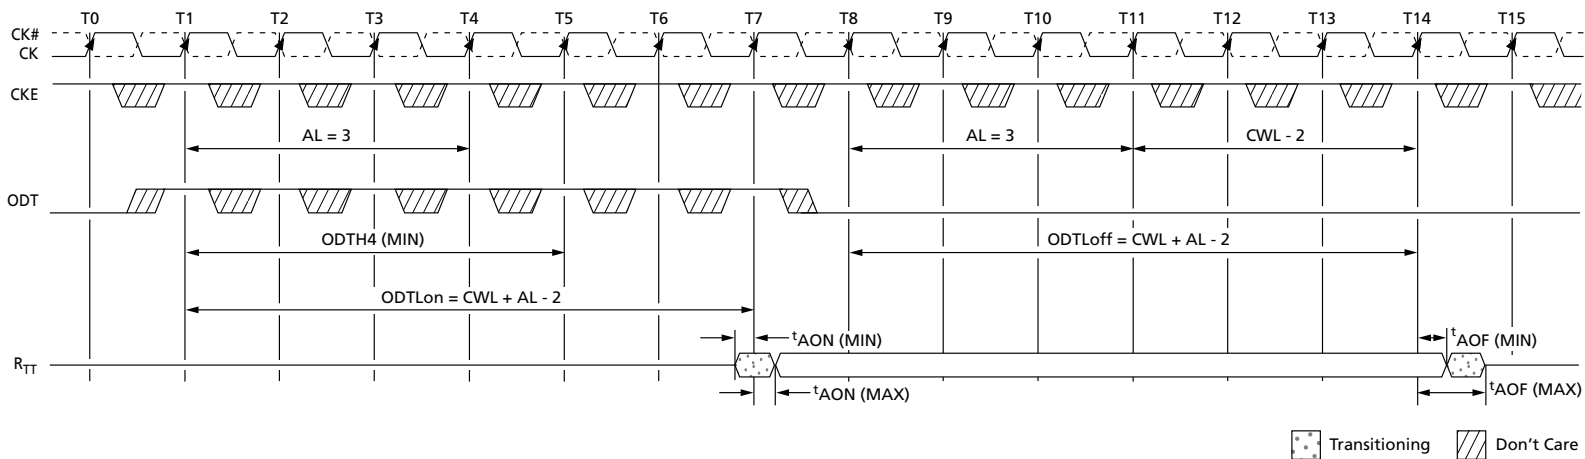 T0 T1 T2 T3 T4 T5 T6 T7 T8 T9 T10 T11 T12 T13 T14 T15
CK#
CK
CKE
AL = 3 AL = 3 CWL - 2
ODT
ODTH4 (MIN) ODTLoff = CWL + AL - 2
ODTLon = CWL + AL - 2
tAON (MIN) tAOF (MIN)
RTT
tAON (MAX) tAOF (MAX)
Transitioning Don't Care